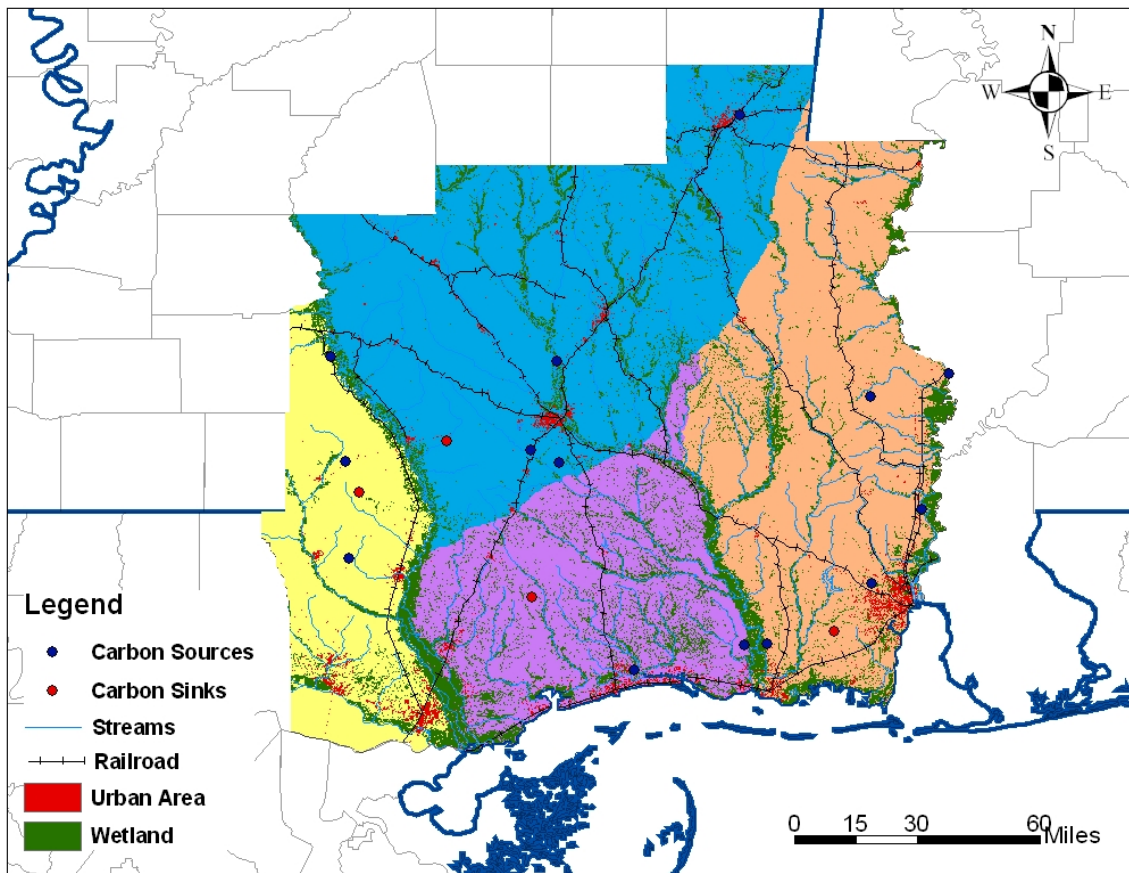 N
W E
S
Legend
Carbon Sources
Carbon Sinks
Streams
Railroad
Urban Area
Wetland
0 15 30 60 Miles